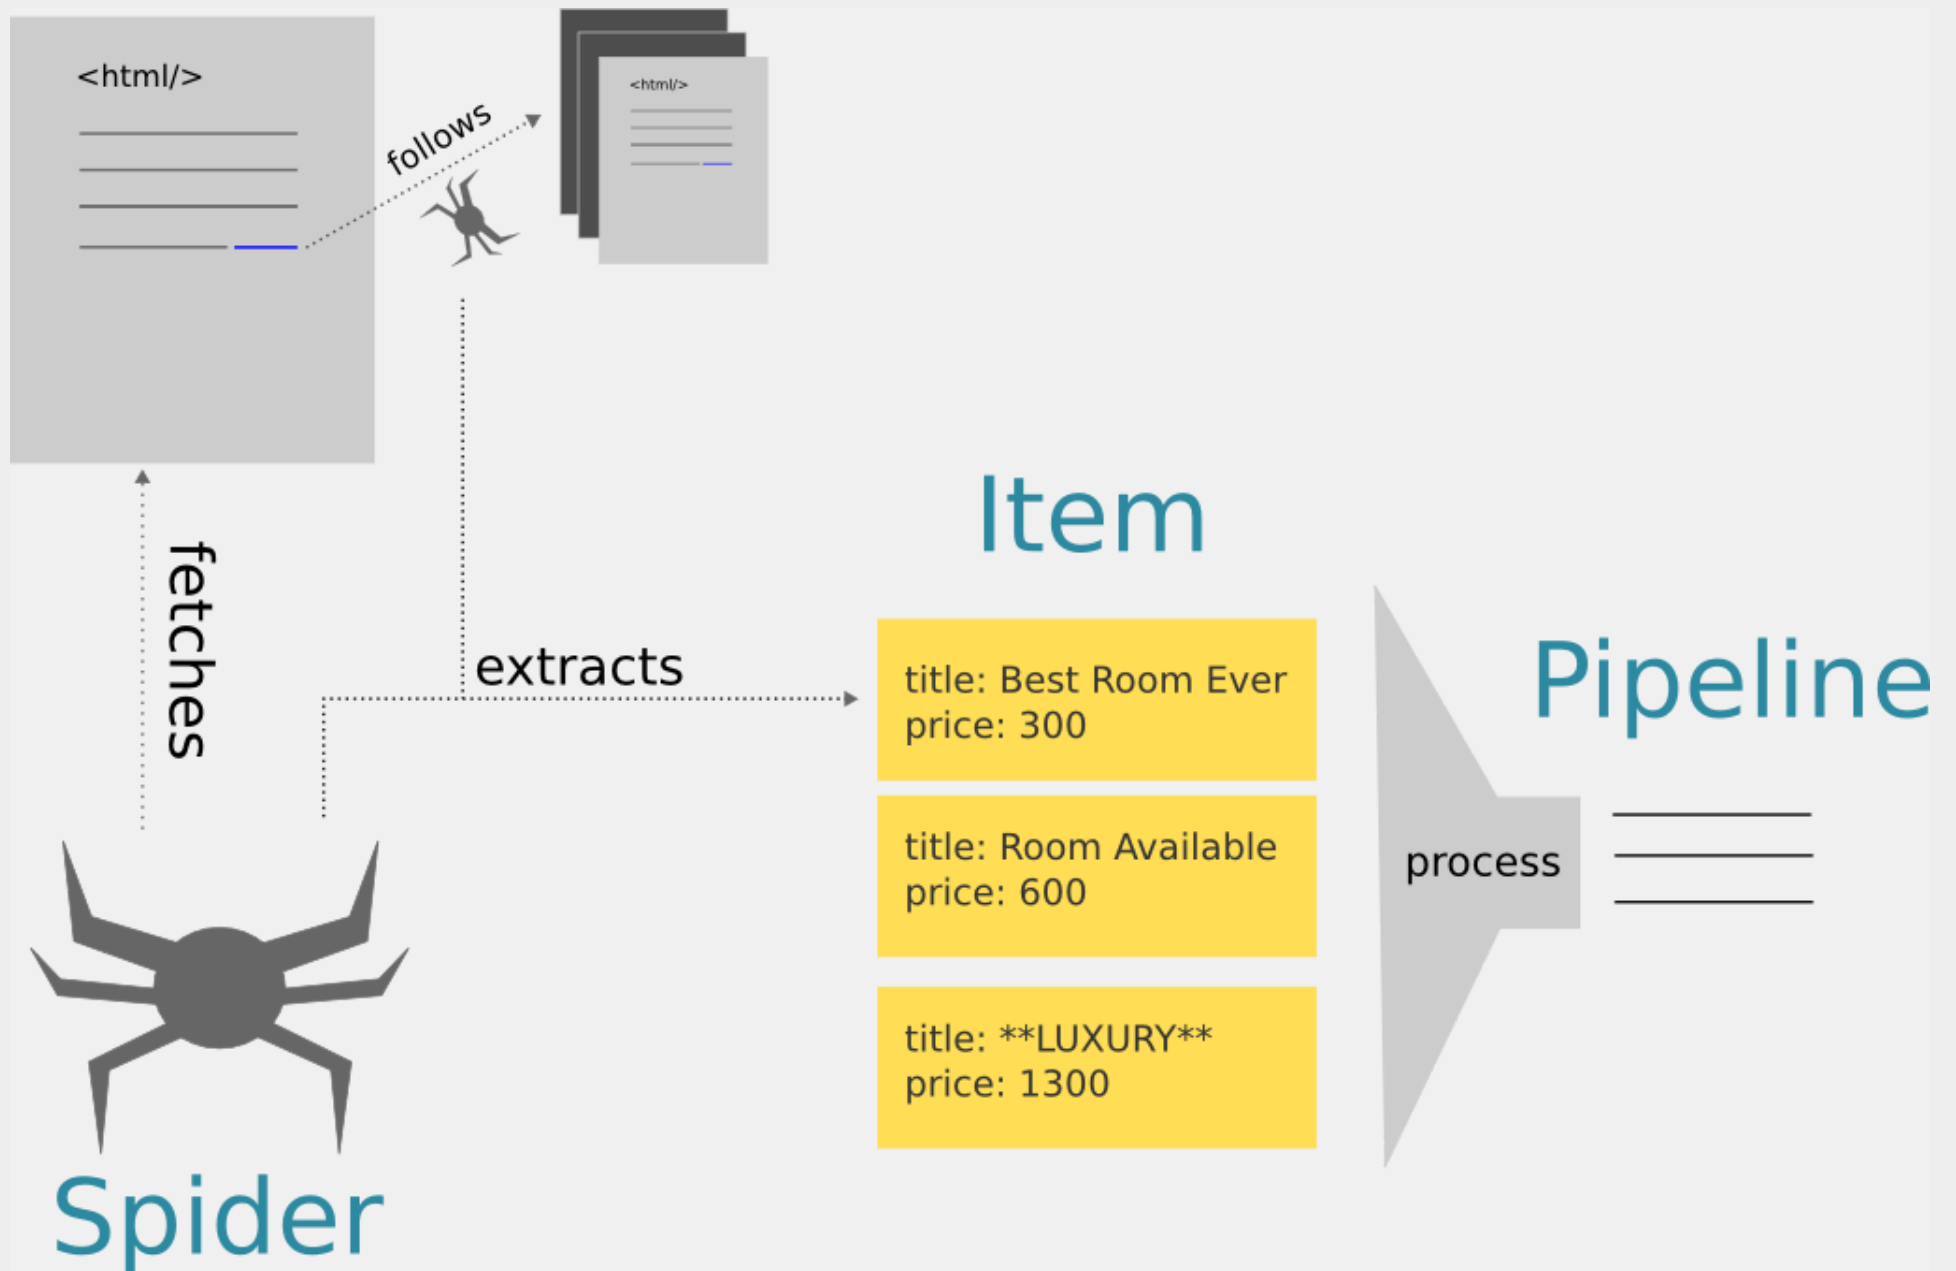 <html/>
follows
<html/>
fetches
extracts
Item
title: Best Room Ever
price: 300
title: Room Available
price: 600
title: **LUXURY**
price: 1300
process
Pipeline
Spider